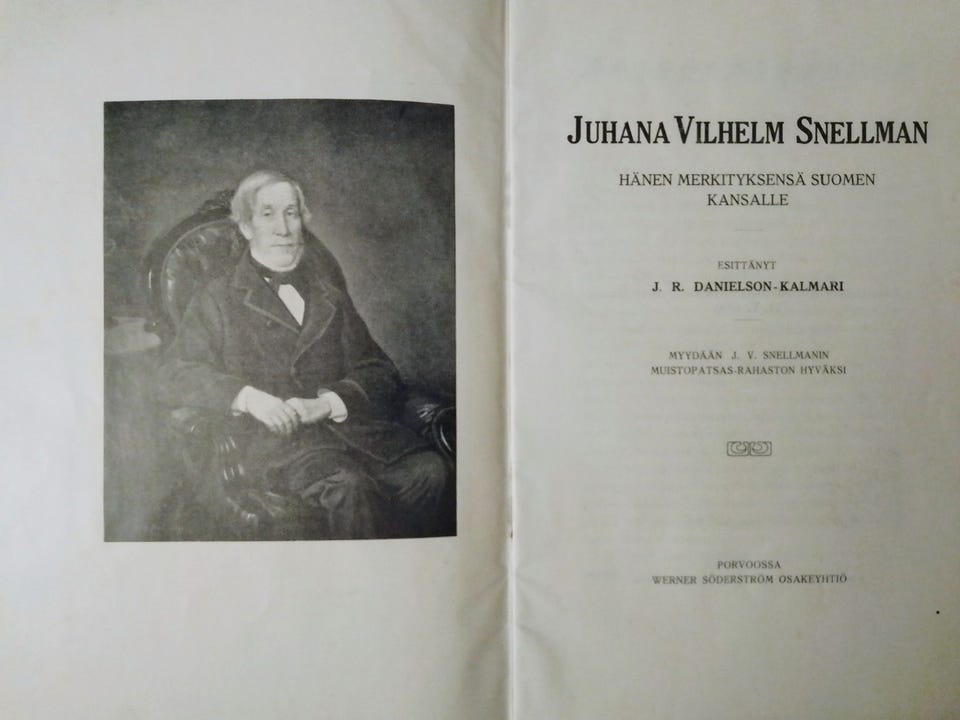 JUHANA VILHELM SNELLMAN
HÄNEN MERKITYKSENSÄ SUOMEN
KANSALLE
ESITTÄNYT
J. R. DANIELSON-KALMARI
MYYDÄÄN J. V. SNELLMANIN
MUISTOPATSAS-RAHASTON HYVÄKSI
PORVOOSSA
WERNER SÖDERSTRÖM OSAKEYHTIÖ